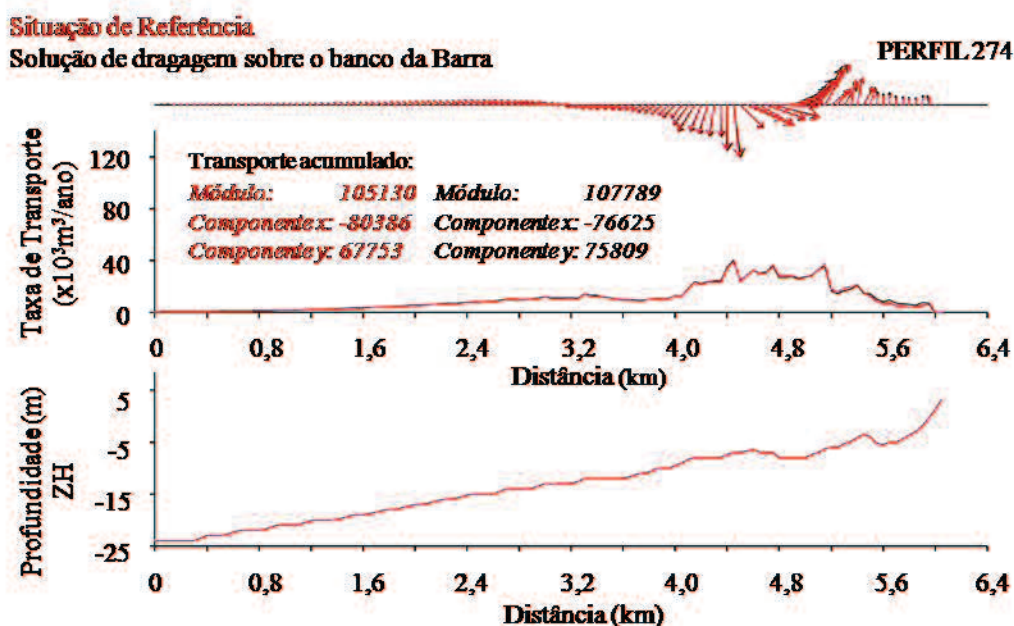 Situação de Referência
Solução de dragagem sobre o banco da Barra
PERFIL 274
Taxa de Transporte
(x10³m³/ano)
120
80
40
0
Transporte acumulado:
Módulo: 105130 Módulo: 107789
Componente x: -80386 Componente x: -76625
Componente y: 67753 Componente y: 75809
0 0,8 1,6 2,4 3,2 4,0 4,8 5,6 6,4
Distância (km)
Profundidade (m)
ZH
5
-5
-15
-25
0 0,8 1,6 2,4 3,2 4,0 4,8 5,6 6,4
Distância (km)